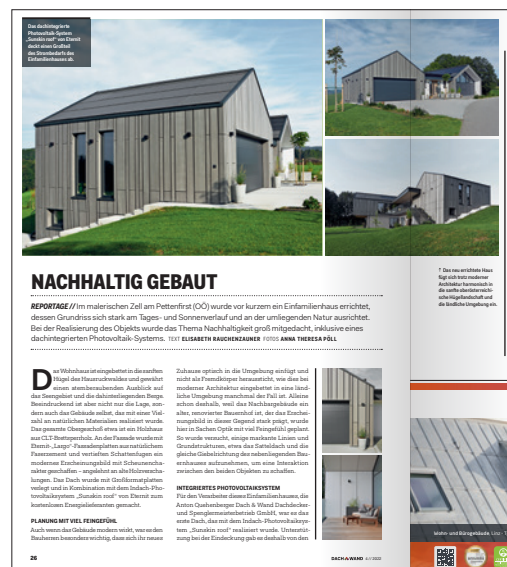 Das dachintegrierte
Photovoltaik-System
„Sunskin roof“ von Eternit
deckt einen Großteil
des Strombedarfs des
Einfamilienhauses ab.
↑ Das neu errichtete Haus
fügt sich trotz moderner
Architektur harmonisch in
die sanfte oberösterreichi-
sche Hügellandschaft und
die ländliche Umgebung ein.
NACHHALTIG GEBAUT
REPORTAGE // Im malerischen Zell am Pettenfirst (OÖ) wurde vor kurzem ein Einfamilienhaus errichtet,
dessen Grundriss sich stark am Tages- und Sonnenverlauf und an der umliegenden Natur ausrichtet.
Bei der Realisierung des Objekts wurde das Thema Nachhaltigkeit groß mitgedacht, inklusive eines
dachintegrierten Photovoltaik-Systems. TEXT ELISABETH RAUCHENZAUNER FOTOS ANNA THERESA PÖLL
Das Wohnhaus ist eingebettet in die sanften
Hügel des Hausruckwaldes und gewährt
einen atemberaubenden Ausblick auf
das Seengebiet und die dahinterliegenden Berge.
Beeindruckend ist aber nicht nur die Lage, son-
dern auch das Gebäude selbst, das mit einer Viel-
zahl an natürlichen Materialien realisiert wurde.
Das gesamte Obergeschoß etwa ist ein Holzhaus
aus CLT-Brettsperrholz. An der Fassade wurde mit
Eternit-„Largo“-Fassadenplatten aus natürlichem
Faserzement und vertieften Schattenfugen ein
modernes Erscheinungsbild mit Scheunencha-
rakter geschaffen – angelehnt an alte Holzverscha-
lungen. Das Dach wurde mit Großformatplatten
verlegt und in Kombination mit dem Indach-Pho-
tovoltaiksystem „Sunskin roof“ von Eternit zum
kostenlosen Energielieferanten gemacht.
PLANUNG MIT VIEL FEINGEFÜHL
Auch wenn das Gebäude modern wirkt, war es den
Bauherren besonders wichtig, dass sich ihr neues
Zuhause optisch in die Umgebung einfügt und
nicht als Fremdkörper heraussticht, wie dies bei
moderner Architektur eingebettet in eine länd-
liche Umgebung manchmal der Fall ist. Alleine
schon deshalb, weil das Nachbargebäude ein
alter, renovierter Bauernhof ist, der das Erschei-
nungsbild in dieser Gegend stark prägt, wurde
hier in Sachen Optik mit viel Feingefühl geplant.
So wurde versucht, einige markante Linien und
Grundstrukturen, etwa das Satteldach und die
gleiche Giebelrichtung des nebenliegenden Bau-
ernhauses aufzunehmen, um eine Interaktion
zwischen den beiden Objekten zu schaffen.
INTEGRIERTES PHOTOVOLTAIKSYSTEM
Für den Verarbeiter dieses Einfamilienhauses, die
Anton Quehenberger Dach & Wand Dachdecker-
und Spenglermeisterbetrieb GmbH, war es das
erste Dach, das mit dem Indach-Photovoltaiksys-
tem „Sunskin roof“ realisiert wurde. Unterstüt-
zung bei der Eindeckung gab es deshalb von den
Wohn- und Bürogebäude, Linz
26
DACH & WAND